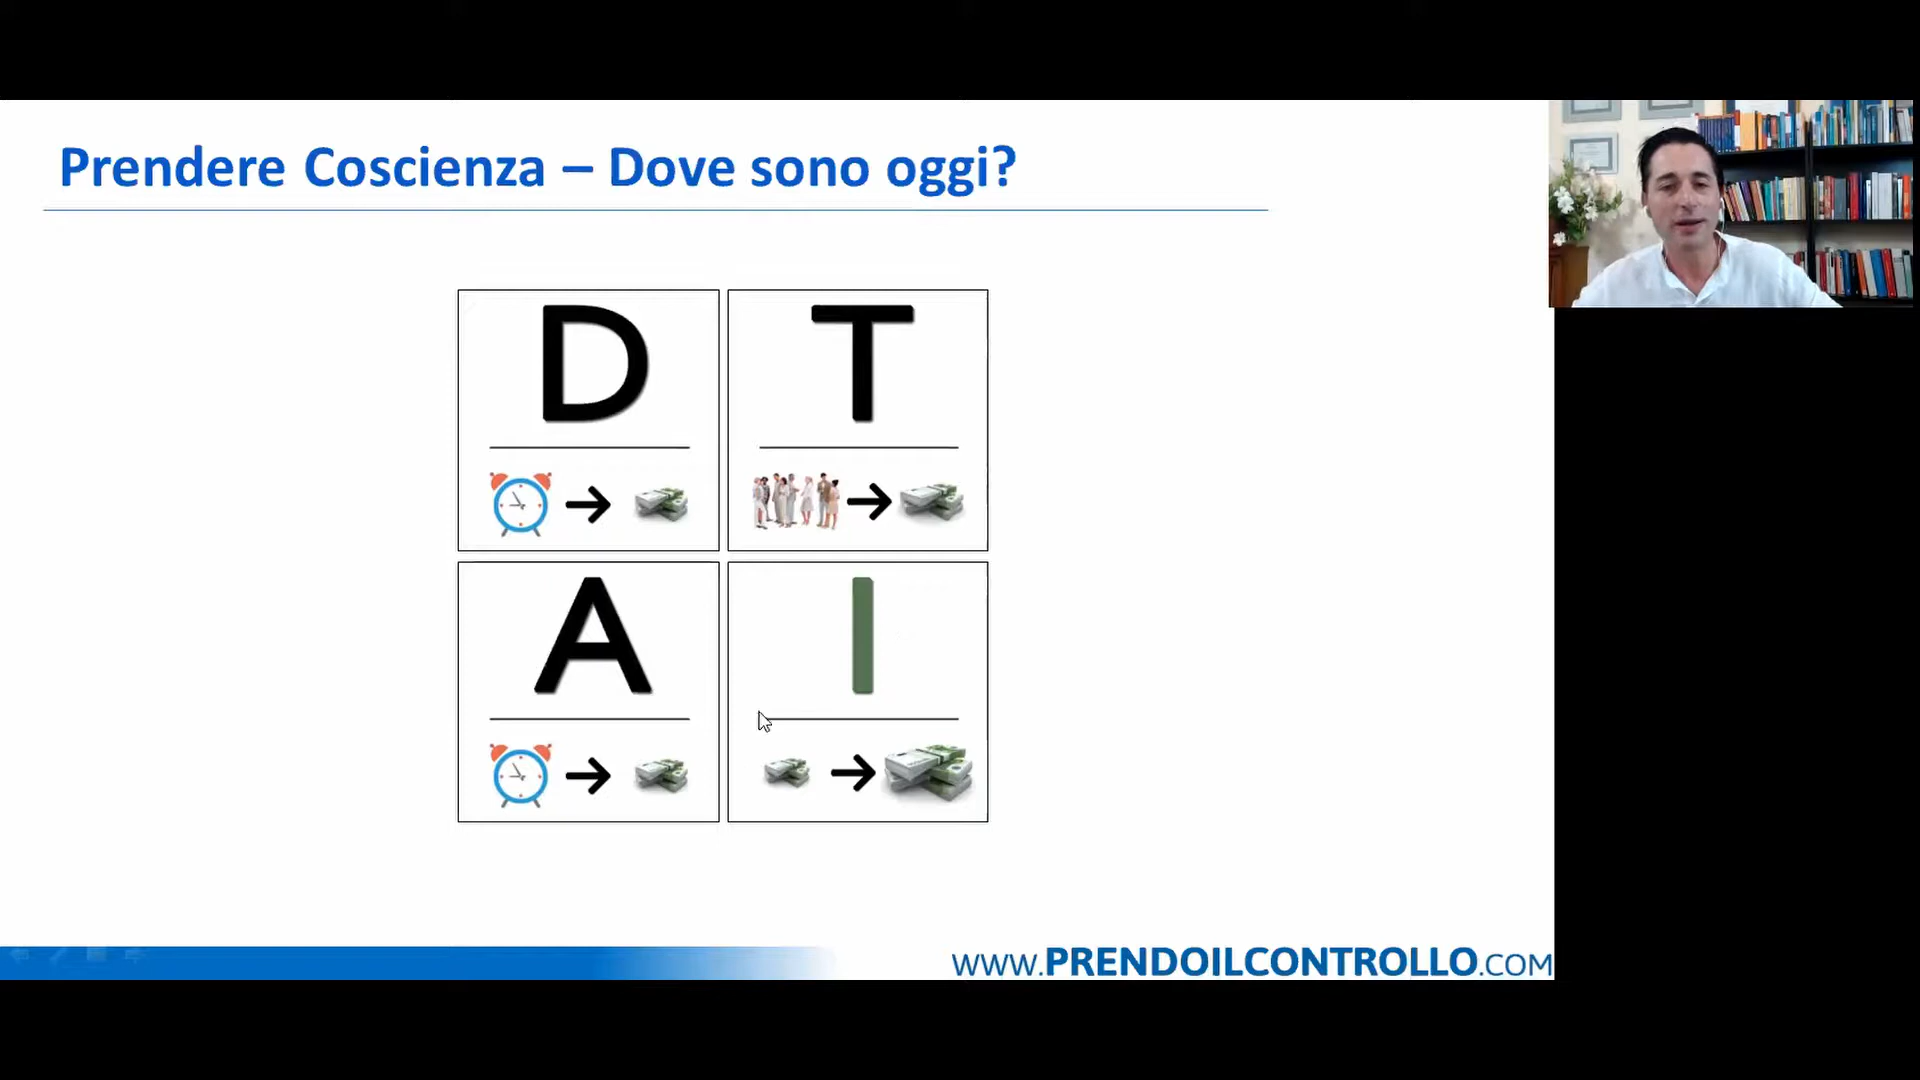 Prendere Coscienza – Dove sono oggi?
D
T
A
I
WWW.PRENDOILCONTROLLO.COM